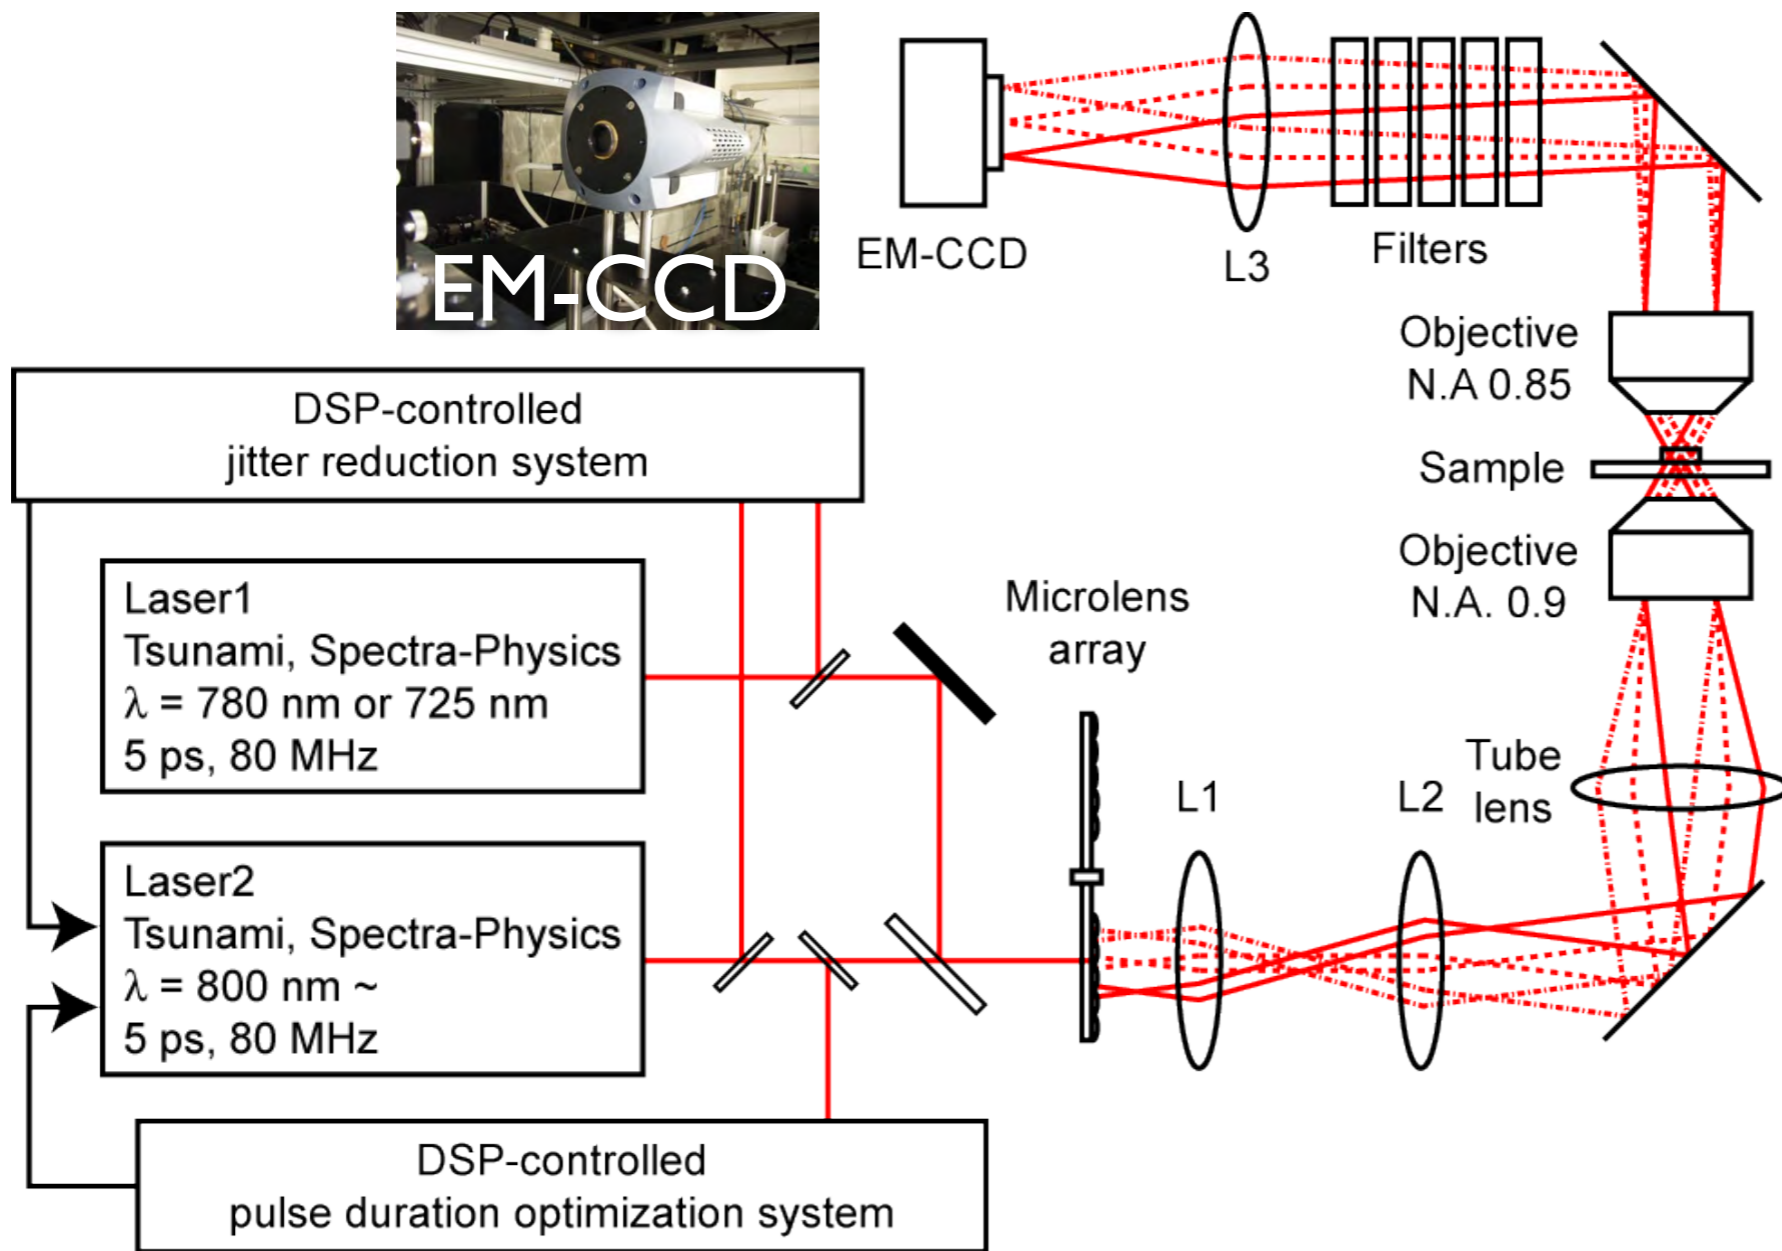 EM-CCD
EM-CCD
L3
Filters
Objective
N.A 0.85
Sample
Objective
N.A. 0.9
DSP-controlled
jitter reduction system
Laser1
Tsunami, Spectra-Physics
λ = 780 nm or 725 nm
5 ps, 80 MHz
Microlens
array
L1
L2
Tube
lens
Laser2
Tsunami, Spectra-Physics
λ = 800 nm ~
5 ps, 80 MHz
DSP-controlled
pulse duration optimization system